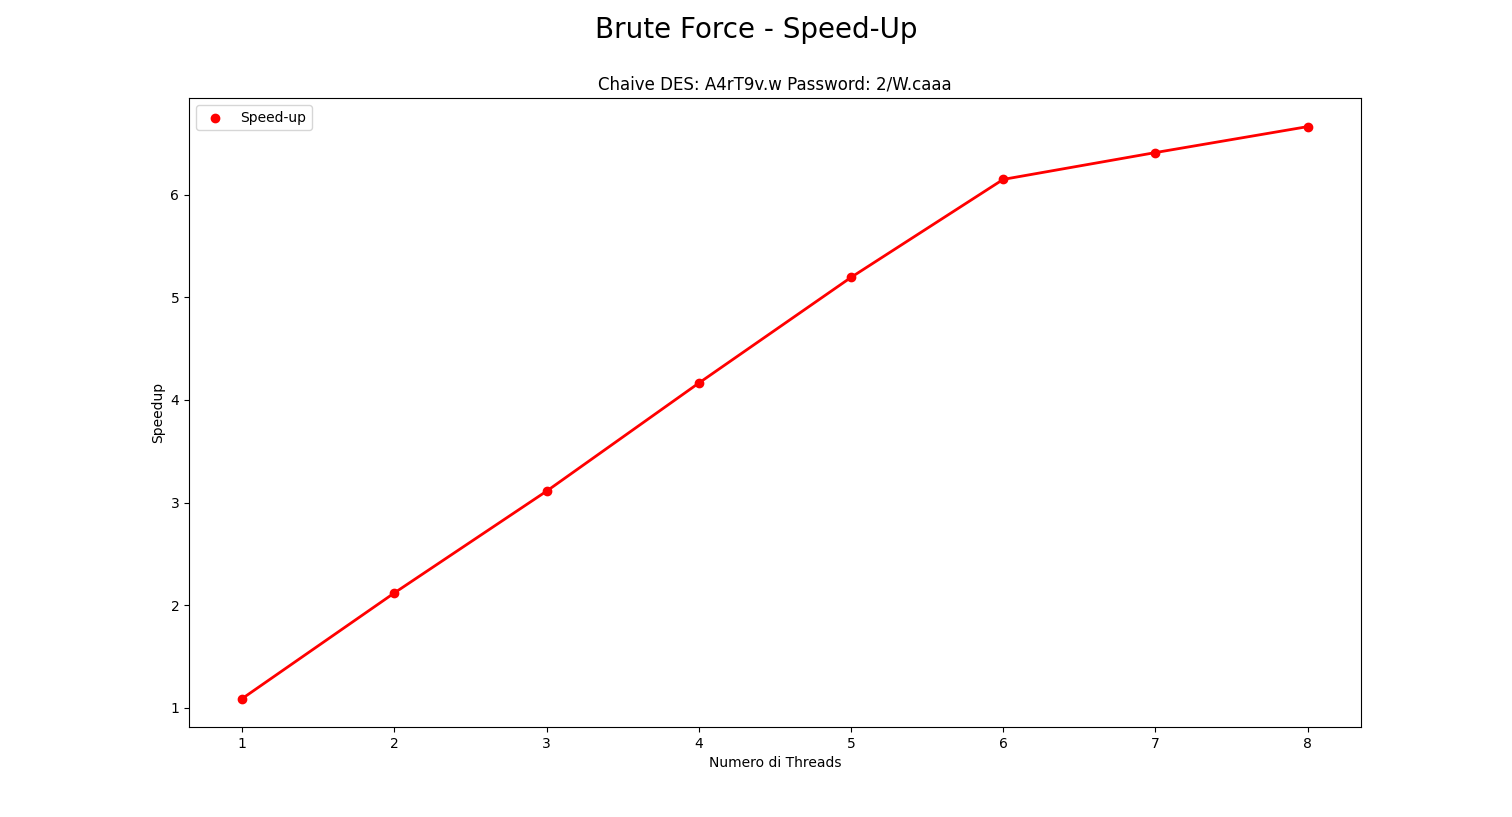 Brute Force - Speed-Up
Chaive DES: A4rT9v.w Password: 2/W.caaa
Speed-up
6
5
4
3
2
1
Speedup
1 2 3 4 5 6 7 8
Numero di Threads